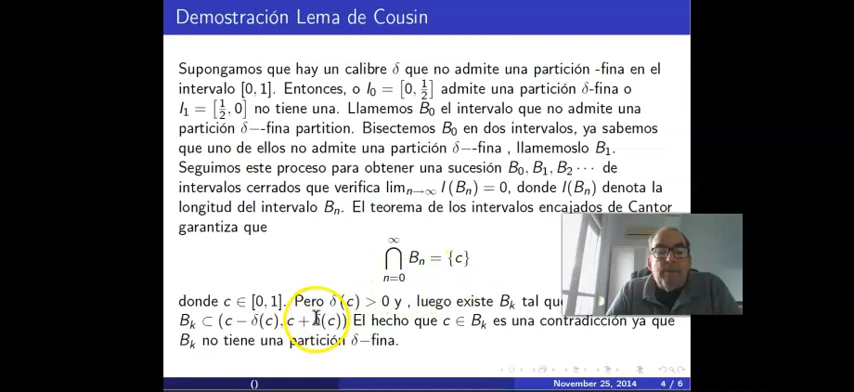 Demostración Lema de Cousin
Supongamos que hay un calibre δ que no admite una partición -fina en el
intervalo [0, 1]. Entonces, o I₀ = [0, 1/2] admite una partición δ-fina o
I₁ = [1/2, 0] no tiene una. Llamemos B₀ el intervalo que no admite una
partición δ−-fina partition. Bisectemos B₀ en dos intervalos, ya sabemos
que uno de ellos no admite una partición δ−-fina , llamemoslo B₁.
Seguimos este proceso para obtener una sucesión B₀, B₁, B₂ ··· de
intervalos cerrados que verifica lim n→∞ l(Bₙ) = 0, donde l(Bₙ) denota la
longitud del intervalo Bₙ. El teorema de los intervalos encajados de Cantor
garantiza que
∞
⋂ Bₙ = {c}
n=0
donde c ∈ [0, 1]. Pero δ(c) > 0 y , luego existe Bₖ tal
Bₖ ⊂ (c − δ(c), c + δ(c)) El hecho que c ∈ Bₖ es una contradicción ya que
Bₖ no tiene una partición δ−fina.
() November 25, 2014 4 / 6